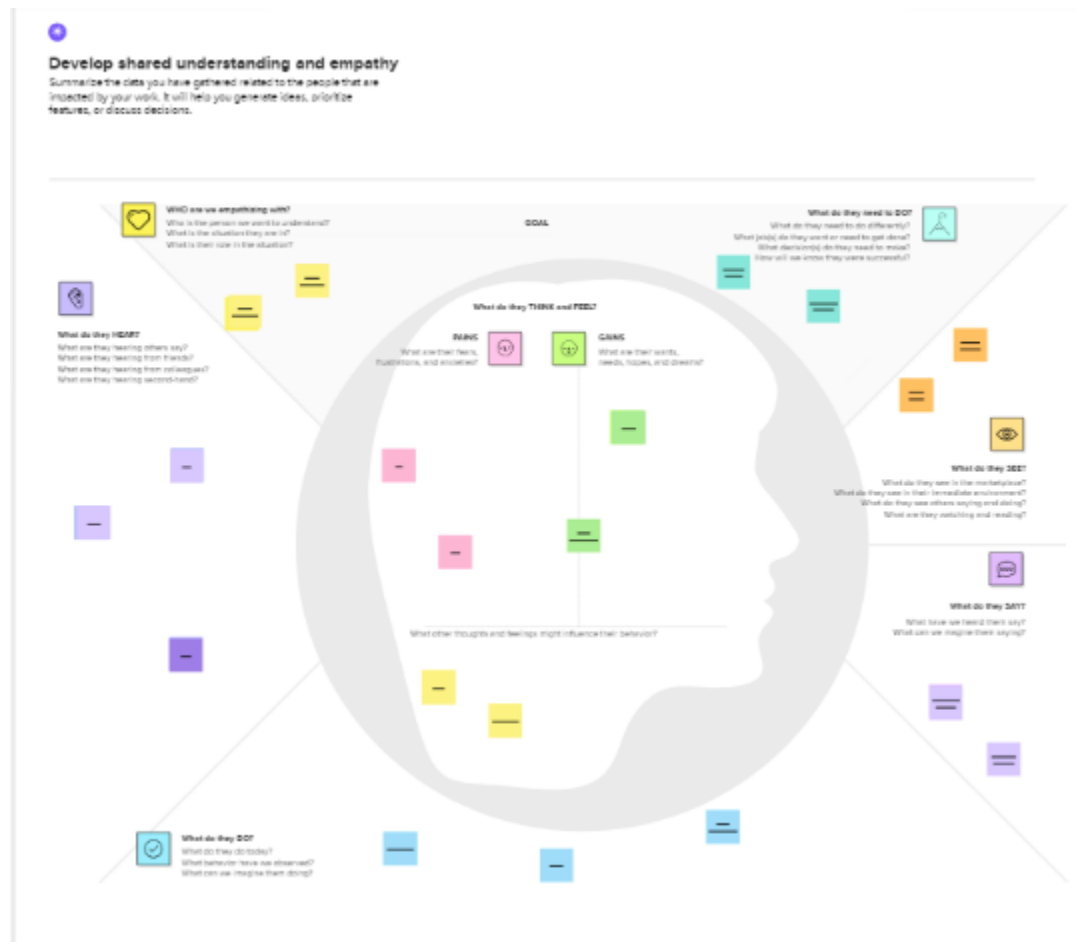 Develop shared understanding and empathy
Summarize the data you have gathered related to the people that are
impacted by your work. It will help you generate ideas, prioritize
features, or discuss decisions.
WHO are we empathizing with?
Who is the person we want to understand?
What is the situation they are in?
What is their role in the situation?
GOAL
What do they need to DO?
What do they need to do differently?
What job(s) do they want or need to get done?
What decision(s) do they need to make?
How will we know they were successful?
What do they HEAR?
What are they hearing others say?
What are they hearing from friends?
What are they hearing from colleagues?
What are they hearing second-hand?
What do they THINK and FEEL?
PAINS
What are their fears,
frustrations, and anxieties?
GAINS
What are their wants,
needs, hopes, and dreams?
What do they SEE?
What do they see in the marketplace?
What do they see in their immediate environment?
What do they see others saying and doing?
What are they watching and reading?
What do they SAY?
What have we heard them say?
What can we imagine them saying?
What other thoughts and feelings might influence their behavior?
What do they DO?
What do they do today?
What behavior have we observed?
What can we imagine them doing?